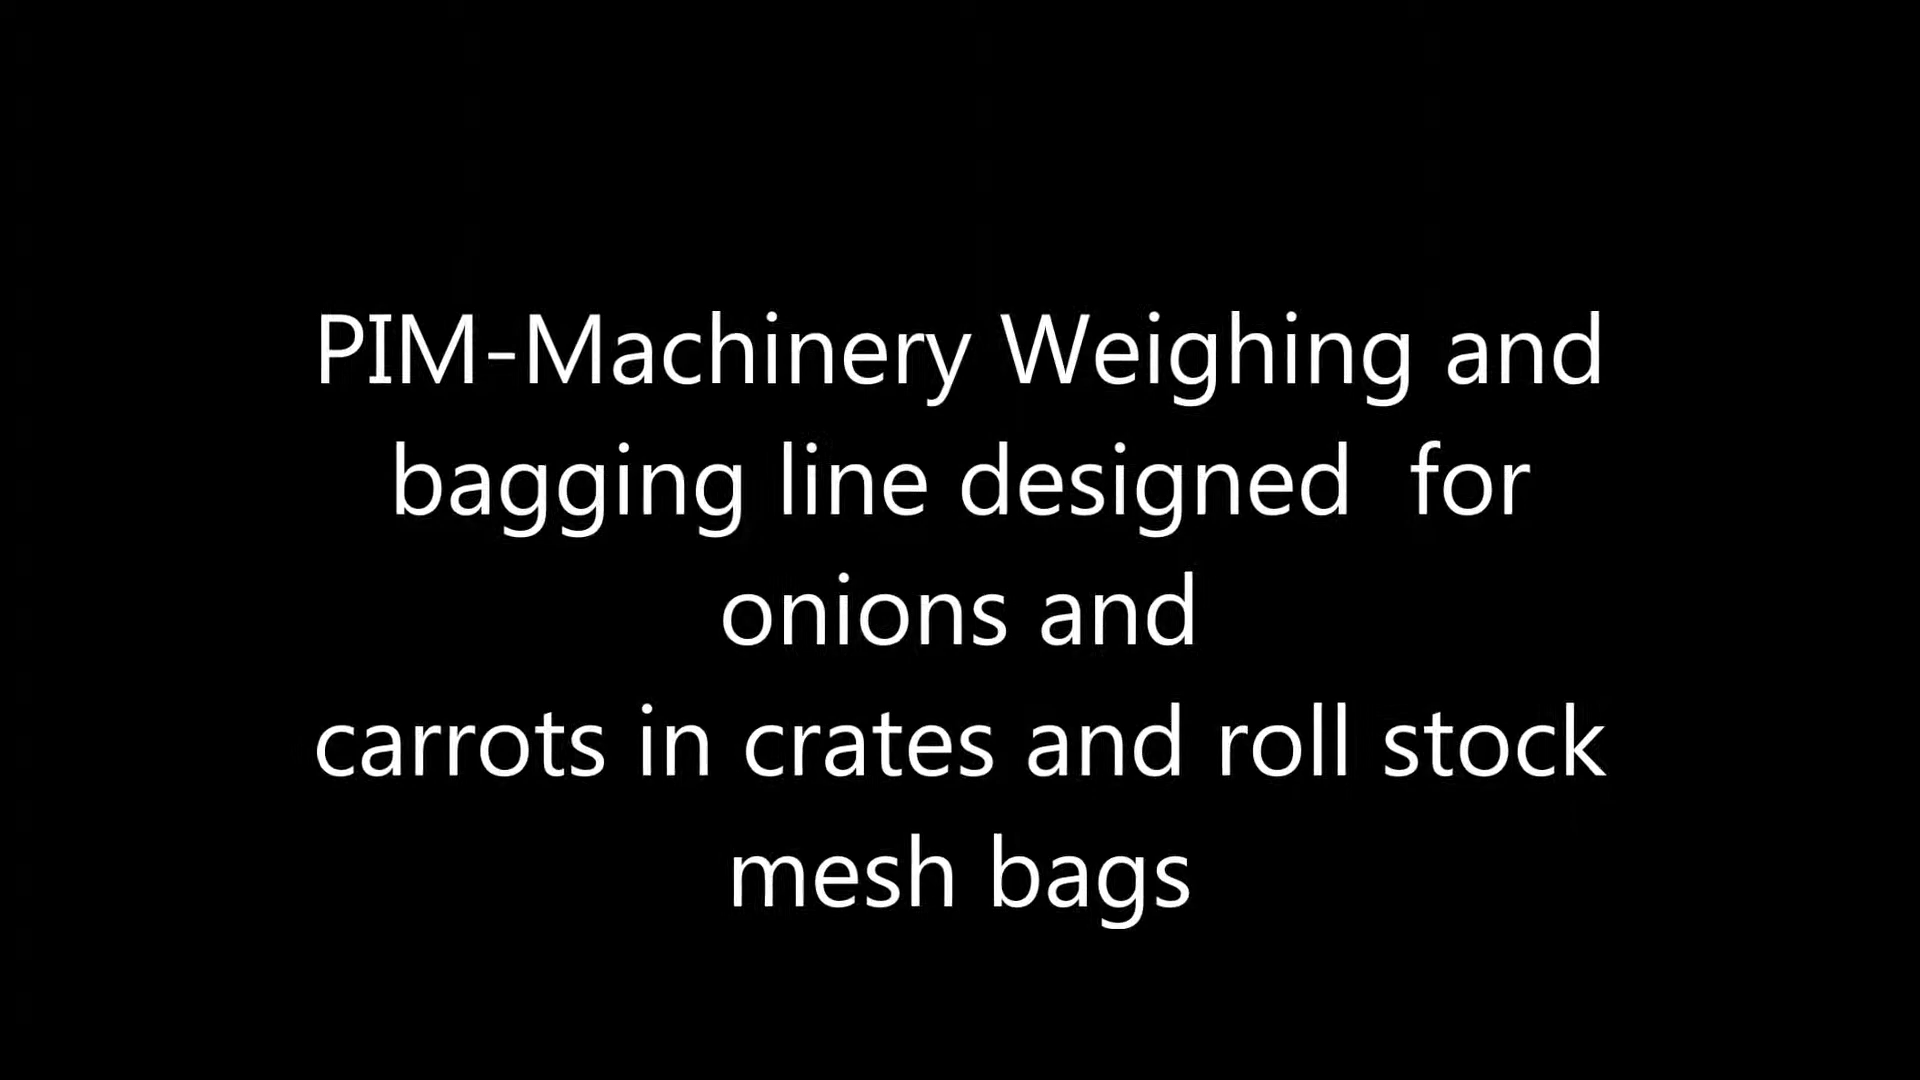 PIM-Machinery Weighing and
bagging line designed  for
onions and
carrots in crates and roll stock
mesh bags